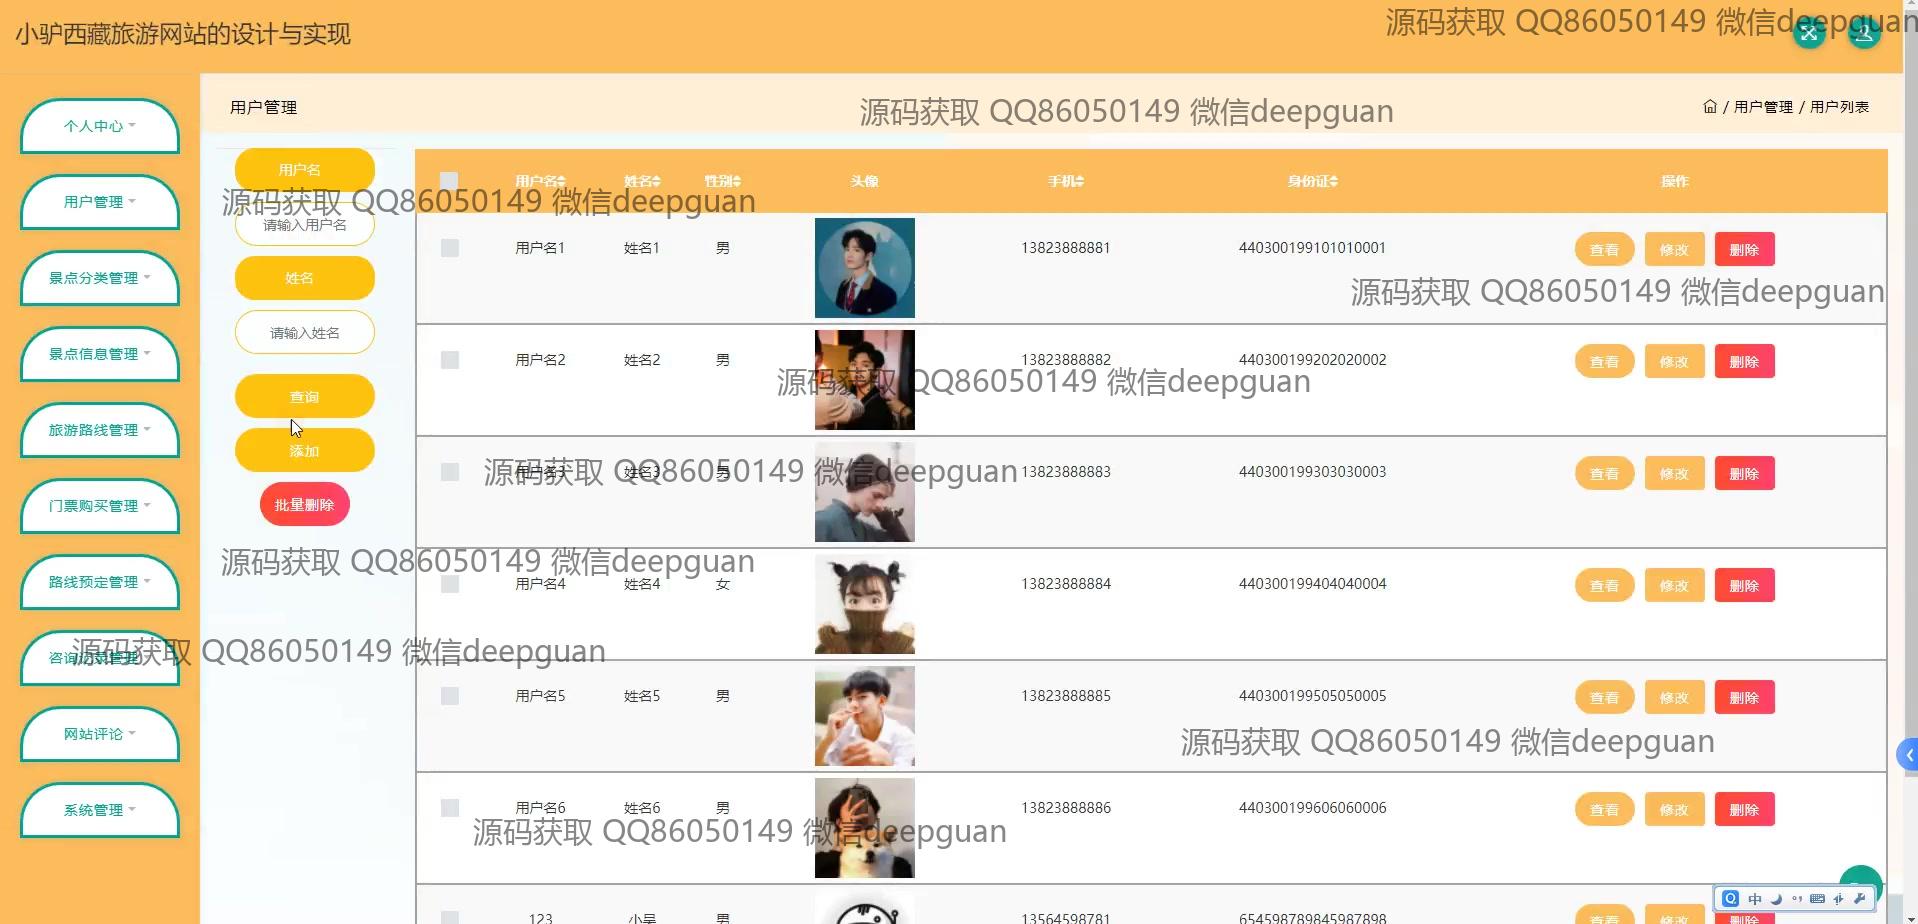 小驴西藏旅游网站的设计与实现
源码获取 QQ86050149 微信deepguan
用户管理
源码获取 QQ86050149 微信deepguan
/ 用户管理 / 用户列表
个人中心
用户管理
景点分类管理
景点信息管理
旅游路线管理
门票购买管理
路线预定管理
网站评论
系统管理
用户名
请输入用户名
姓名
请输入姓名
查询
添加
批量删除
用户名 姓名 性别 头像 手机 身份证 操作
源码获取 QQ86050149 微信deepguan
用户名1 姓名1 男 13823888881 440300199101010001 查看 修改 删除
源码获取 QQ86050149 微信deepguan
用户名2 姓名2 男 13823888882 440300199202020002 查看 修改 删除
源码获取 QQ86050149 微信deepguan
用户名3 姓名3 男 13823888883 440300199303030003 查看 修改 删除
源码获取 QQ86050149 微信deepguan
源码获取 QQ86050149 微信deepguan
用户名4 姓名4 女 13823888884 440300199404040004 查看 修改 删除
源码获取 QQ86050149 微信deepguan
用户名5 姓名5 男 13823888885 440300199505050005 查看 修改 删除
源码获取 QQ86050149 微信deepguan
用户名6 姓名6 男 13823888886 440300199606060006 查看 修改 删除
源码获取 QQ86050149 微信deepguan
123 小吴 男 13564598781 654598789845987898 查看 修改 删除
中